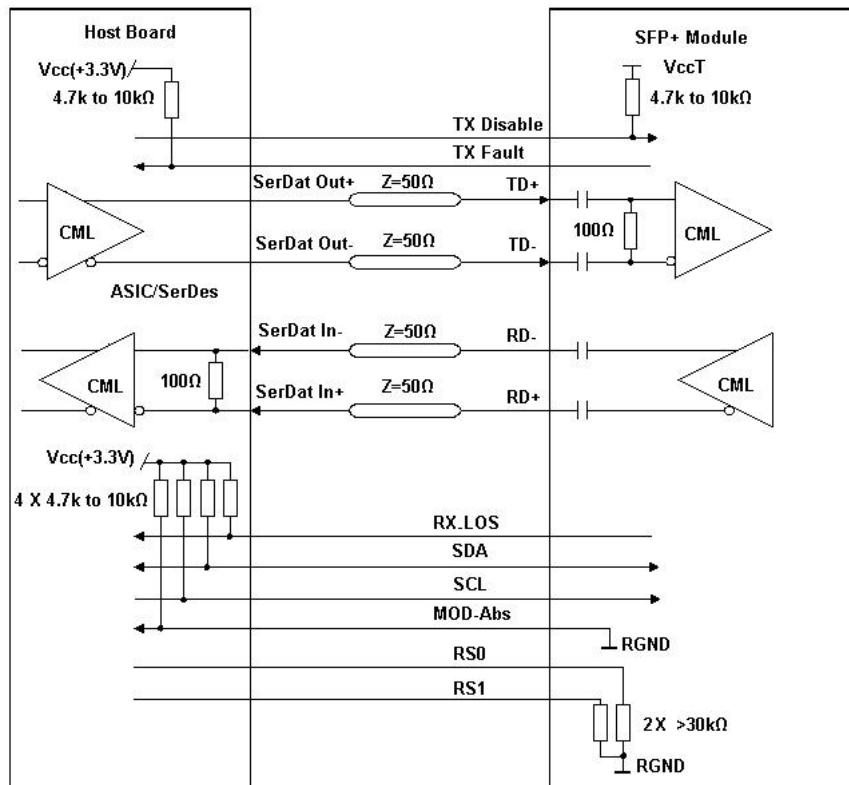 Host Board
SFP+ Module
Vcc(+3.3V)
4.7k to 10kΩ
VccT
4.7k to 10kΩ
TX Disable
TX Fault
SerDat Out+
Z=50Ω
TD+
CML
100Ω
CML
SerDat Out-
Z=50Ω
TD-
ASIC/SerDes
SerDat In-
Z=50Ω
RD-
CML
100Ω
CML
SerDat In+
Z=50Ω
RD+
Vcc(+3.3V)
4 X 4.7k to 10kΩ
RX_LOS
SDA
SCL
MOD-Abs
RGND
RS0
RS1
2X >30kΩ
RGND